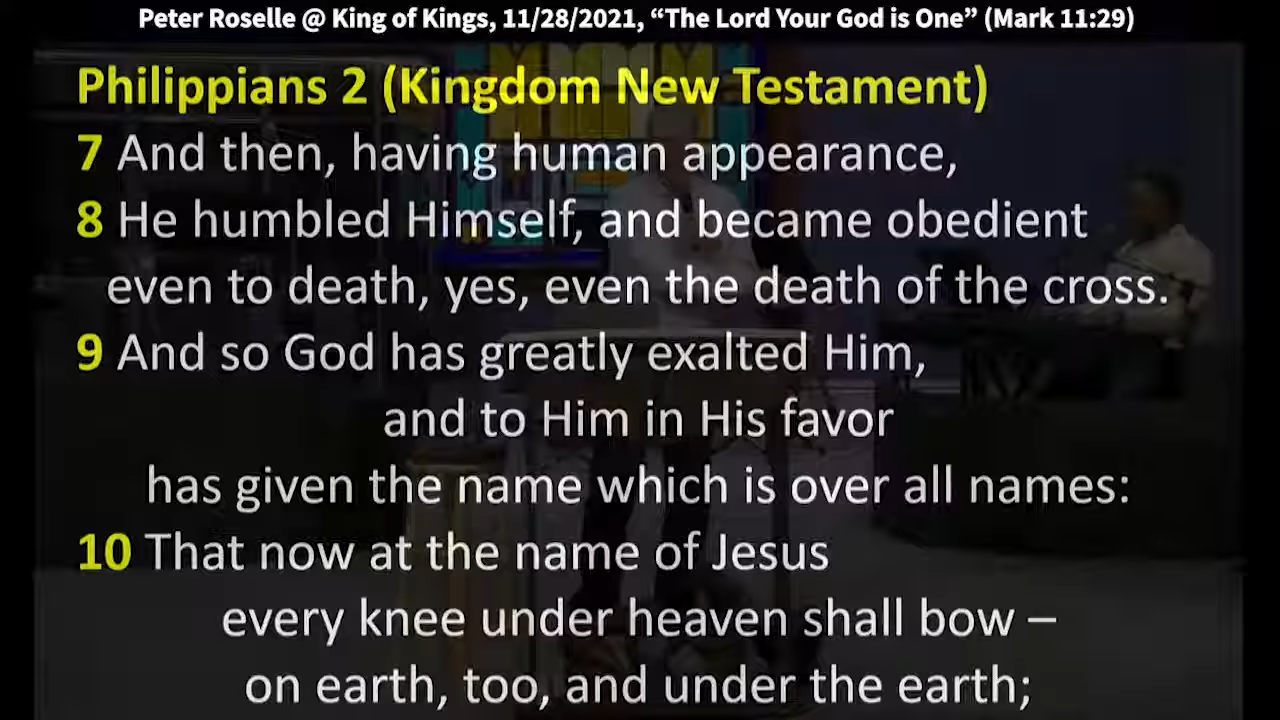 Peter Roselle @ King of Kings, 11/28/2021, “The Lord Your God is One” (Mark 11:29)
Philippians 2 (Kingdom New Testament)
7 And then, having human appearance,
8 He humbled Himself, and became obedient
even to death, yes, even the death of the cross.
9 And so God has greatly exalted Him,
and to Him in His favor
has given the name which is over all names:
10 That now at the name of Jesus
every knee under heaven shall bow –
on earth, too, and under the earth;